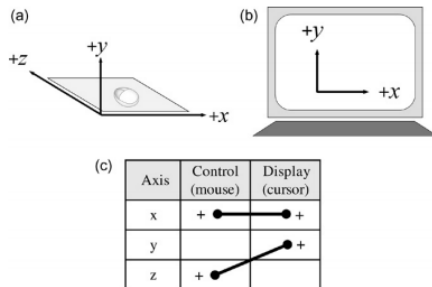 (a)
+y
+z
+x
(b)
+y
+x
(c)
Axis Control (mouse) Display (cursor)
x + +
y +
z +